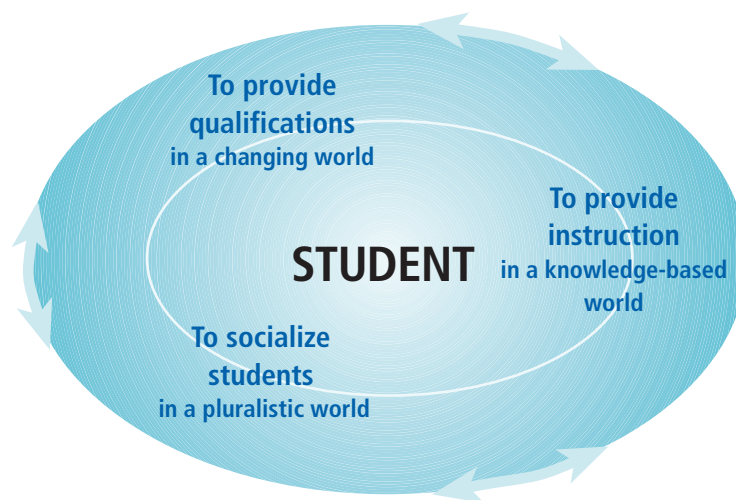 To provide
qualifications
in a changing world
To provide
instruction
in a knowledge-based
world
STUDENT
To socialize
students
in a pluralistic world